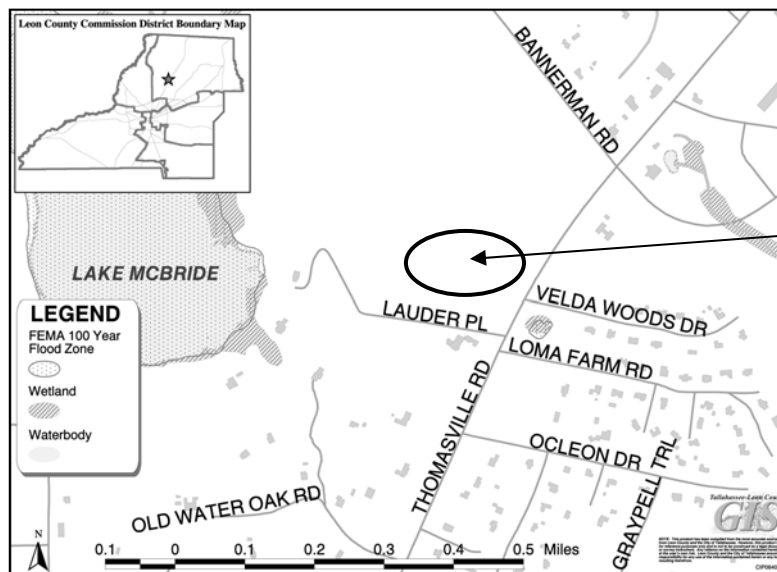 Leon County Commission District Boundary Map
BANNERMAN RD
LAKE MCBRIDE
LEGEND
FEMA 100 Year
Flood Zone
Wetland
Waterbody
LAUDER PL
VELDA WOODS DR
LOMA FARM RD
THOMASVILLE RD
OCLEON DR
GRAYPELL TRL
OLD WATER OAK RD
N
0.1 0 0.1 0.2 0.3 0.4 0.5 Miles
GIS